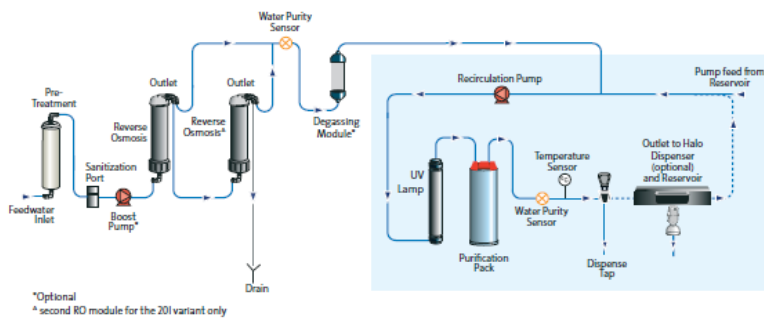 Water Purity
Sensor
Pre-
Treatment
Outlet
Outlet
Reverse
Osmosis
Reverse
Osmosis^Δ
Degassing
Module*
Sanitization
Port
Feedwater
Inlet
Boost
Pump*
Drain
Recirculation Pump
Pump feed from
Reservoir
UV
Lamp
Purification
Pack
Temperature
Sensor
°C
Water Purity
Sensor
Dispense
Tap
Outlet to Halo
Dispenser
(optional)
and Reservoir
*Optional
Δ second RO module for the 20l variant only